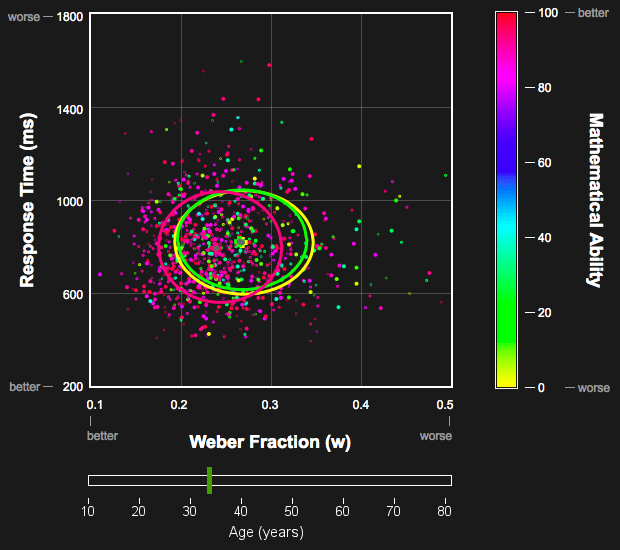 worse
1800
1400
1000
600
better
200
Response Time (ms)
0.1
0.2
0.3
0.4
0.5
better
worse
Weber Fraction (w)
100
better
80
60
40
20
0
worse
Mathematical Ability
10
20
30
40
50
60
70
80
Age (years)